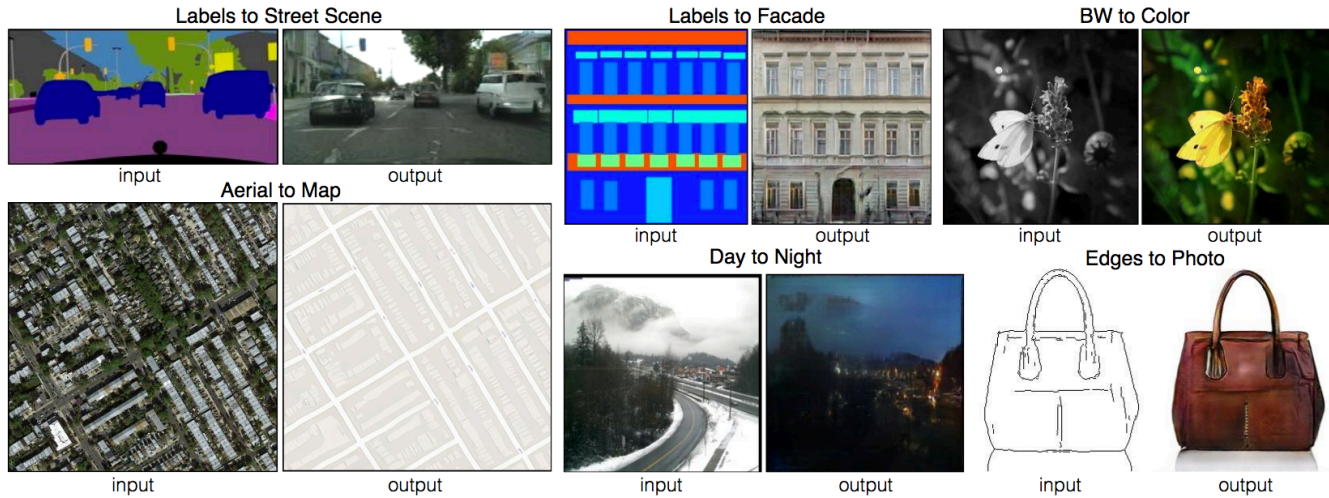 Labels to Street Scene
input
output
Aerial to Map
input
output
Labels to Facade
input
output
BW to Color
input
output
Day to Night
input
output
Edges to Photo
input
output